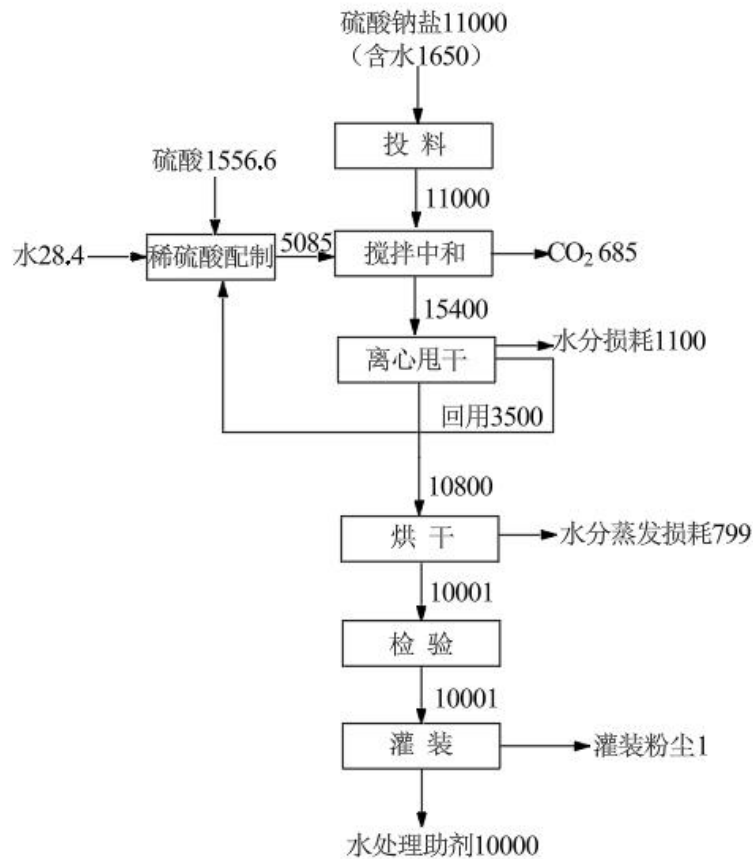 硫酸钠盐11000
（含水1650）
投 料
硫酸1556.6
11000
水28.4
稀硫酸配制
5085
搅拌中和
CO₂ 685
15400
离心甩干
水分损耗1100
回用3500
10800
烘 干
水分蒸发损耗799
10001
检 验
10001
灌 装
灌装粉尘1
水处理助剂10000